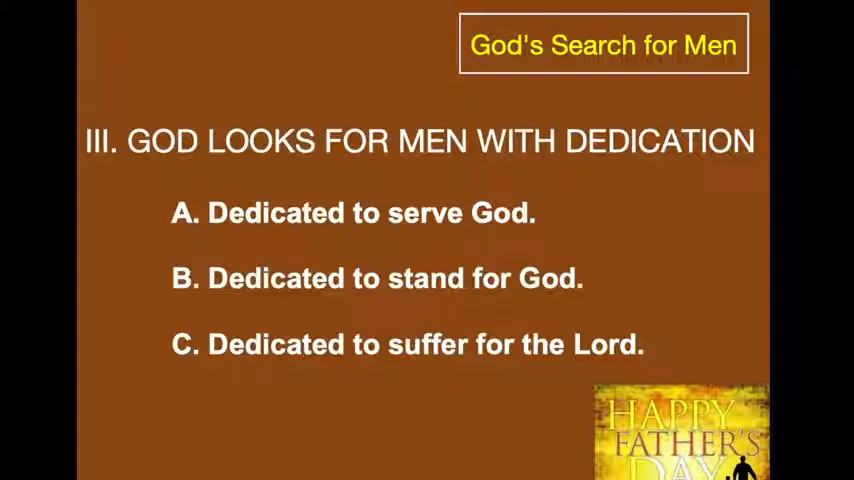 God's Search for Men
III. GOD LOOKS FOR MEN WITH DEDICATION
A. Dedicated to serve God.
B. Dedicated to stand for God.
C. Dedicated to suffer for the Lord.
HAPPY
FATHER'S
DAY